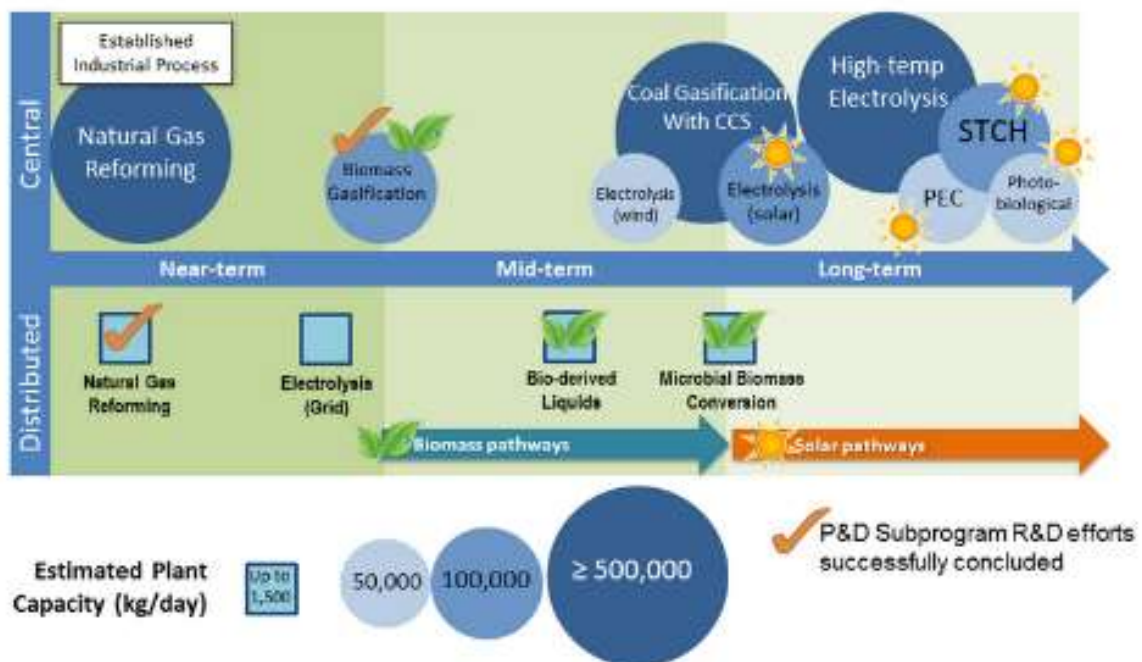 Established
Industrial Process
Central
Natural Gas
Reforming
Biomass
Gasification
Coal Gasification
With CCS
Electrolysis
(wind)
Electrolysis
(solar)
High-temp
Electrolysis
STCH
PEC
Photo-
biological
Near-term
Mid-term
Long-term
Distributed
Natural Gas
Reforming
Electrolysis
(Grid)
Bio-derived
Liquids
Microbial Biomass
Conversion
Biomass pathways
Solar pathways
Estimated Plant
Capacity (kg/day)
Up to
1,500
50,000
100,000
≥ 500,000
P&D Subprogram R&D efforts
successfully concluded